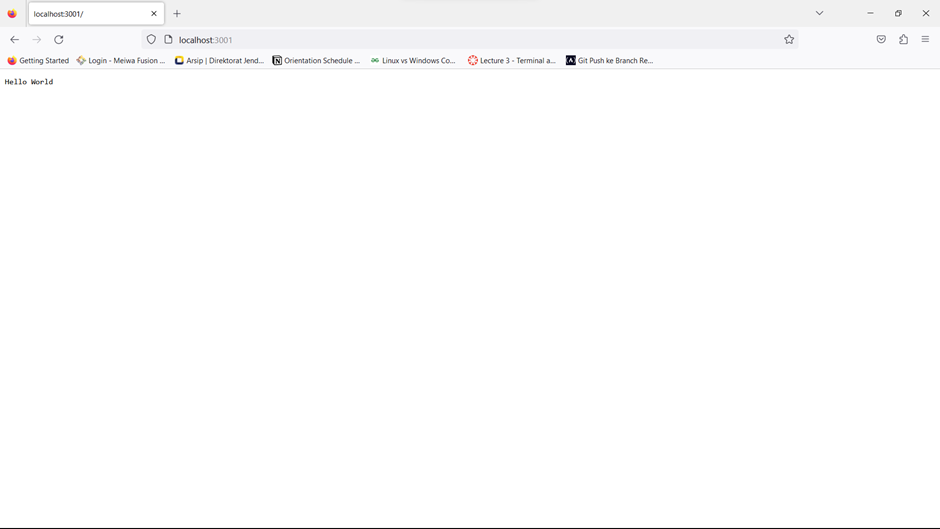 localhost:3001/
localhost:3001
Getting Started Login - Meiwa Fusion ... Arsip | Direktorat Jend... Orientation Schedule ... Linux vs Windows Co... Lecture 3 - Terminal a... Git Push ke Branch Re...
Hello World